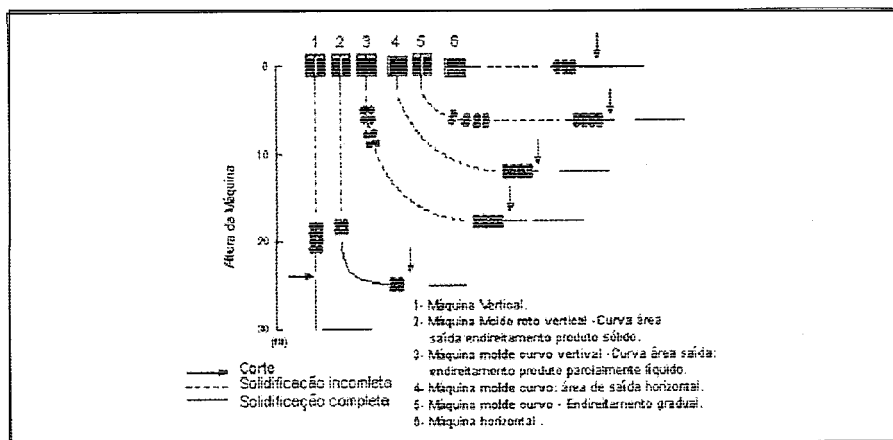 1 2 3 4 5 6
0
10
20
30
(m)
Altura da Máquina
Corte
Solidificação incompleta
Solidificação completa
1- Máquina Vertical.
2- Máquina Molde reto vertical - Curva área
saída endireitamento produto sólido.
3- Máquina molde curvo vertival - Curva área saída:
endireitamento produto parcialmente líquido.
4- Máquina molde curvo: área de saída horizontal.
5- Máquina molde curvo - Endireitamento gradual.
6- Máquina horizontal .